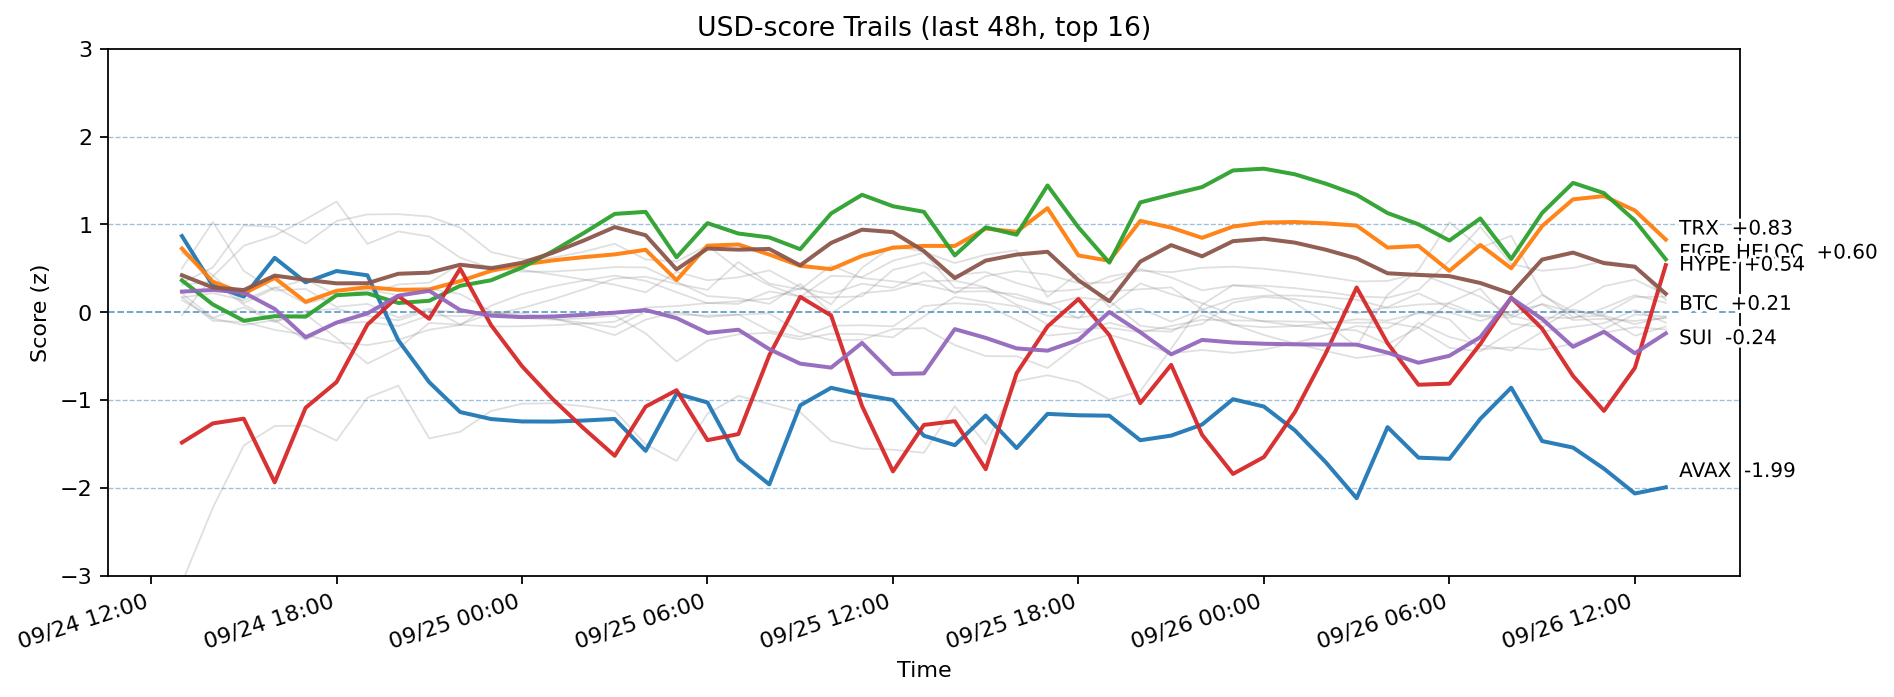 USD-score Trails (last 48h, top 16)
Score (z)
3
2
1
0
−1
−2
−3
TRX +0.83
FIGR_HELOC +0.60
HYPE +0.54
BTC +0.21
SUI -0.24
AVAX -1.99
09/24 12:00
09/24 18:00
09/25 00:00
09/25 06:00
09/25 12:00
09/25 18:00
09/26 00:00
09/26 06:00
09/26 12:00
Time